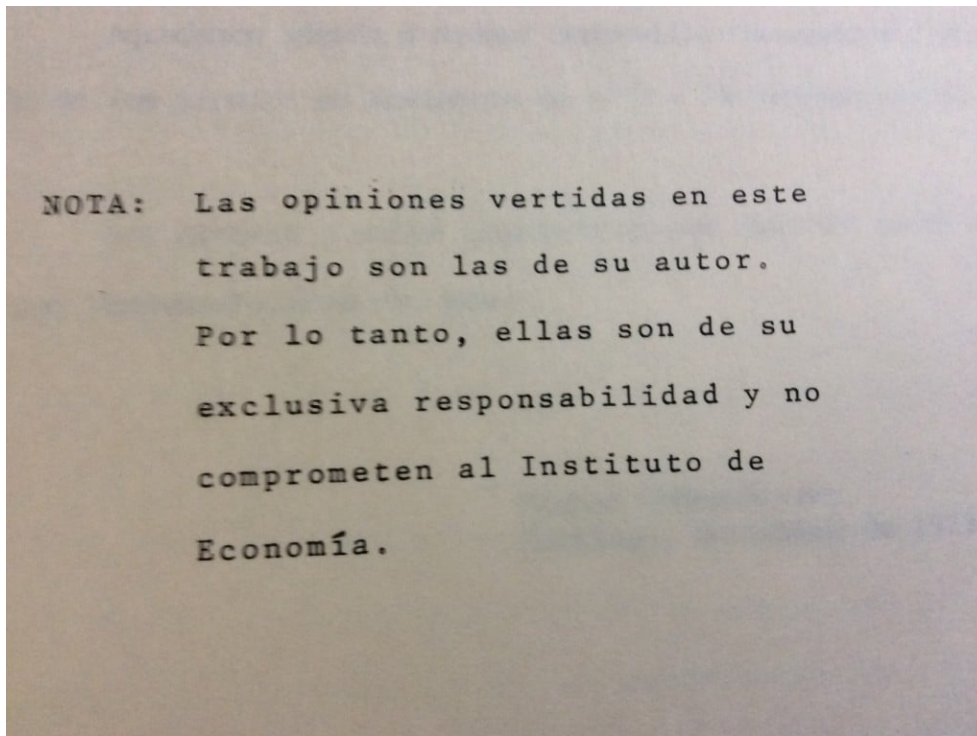 NOTA: Las opiniones vertidas en este
trabajo son las de su autor.
Por lo tanto, ellas son de su
exclusiva responsabilidad y no
comprometen al Instituto de
Economía.